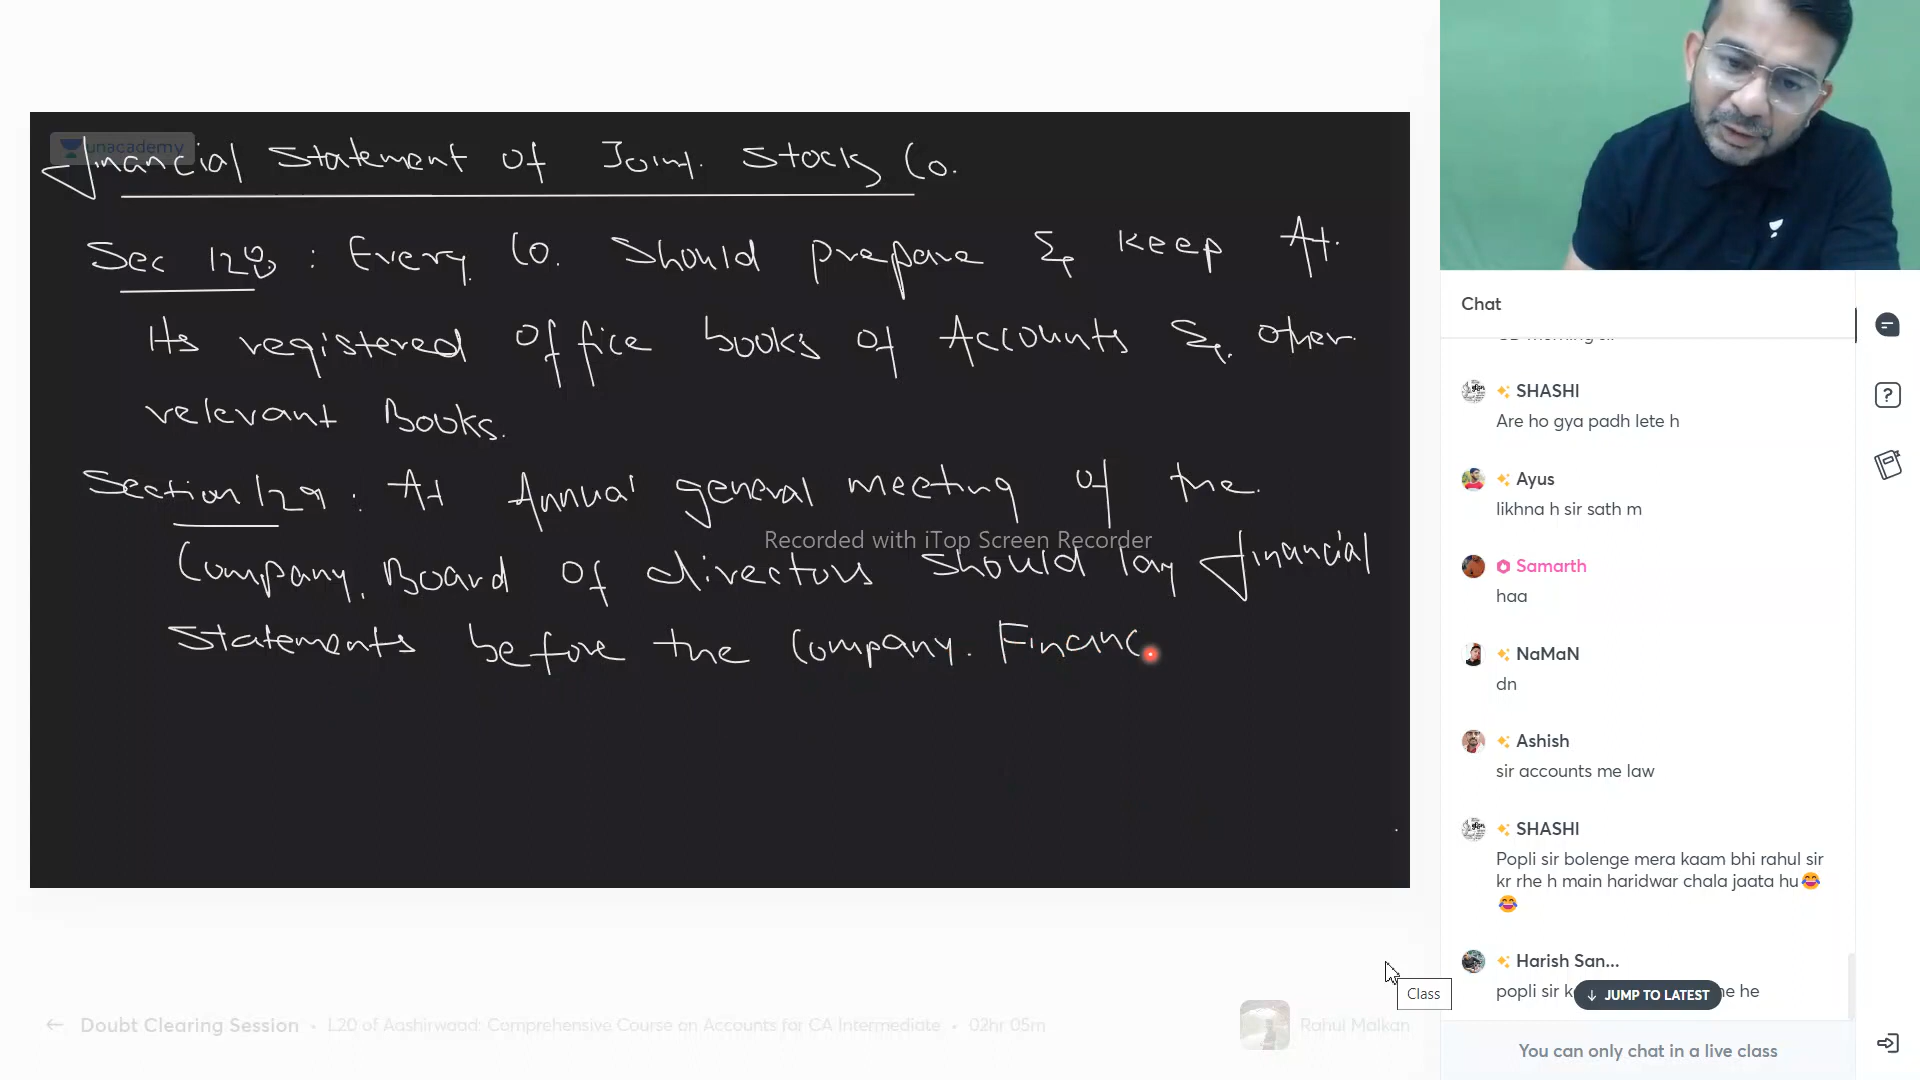 unacademy
Financial Statement of Joint Stock Co.
Sec 128 : Every Co. Should prepare & keep At
Its registered Office books of Accounts & other
relevant Books.
Section 129 : At Annual general meeting of the
Company, Board of directors should lay financial
Statements before the Company. Financ
Recorded with iTop Screen Recorder
← Doubt Clearing Session • L20 of Aashirwaad: Comprehensive Course on Accounts for CA Intermediate • 02hr 05m
Rahul Malkan
Class
Chat
SHASHI
Are ho gya padh lete h
Ayus
likhna h sir sath m
Samarth
haa
NaMaN
dn
Ashish
sir accounts me law
SHASHI
Popli sir bolenge mera kaam bhi rahul sir
kr rhe h main haridwar chala jaata hu😂
😂
Harish San...
popli sir he
↓ JUMP TO LATEST
You can only chat in a live class